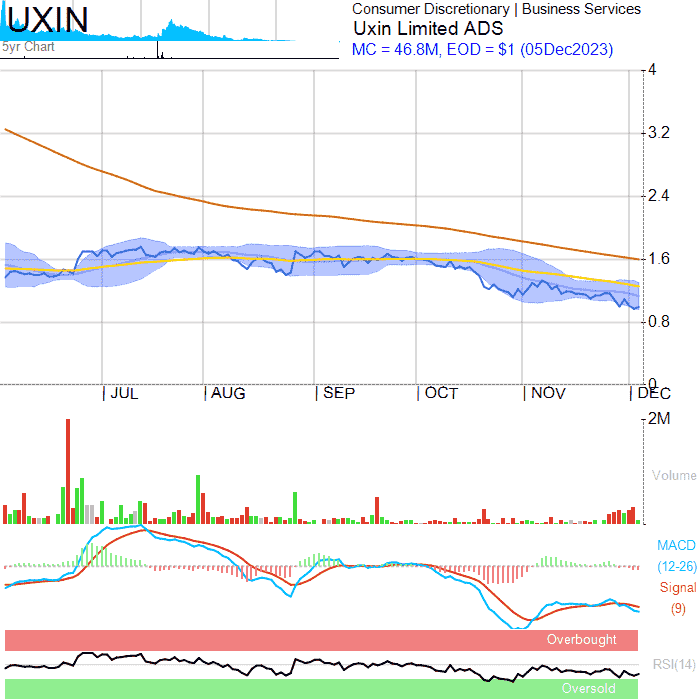 UXIN
5yr Chart
Consumer Discretionary | Business Services
Uxin Limited ADS
MC = 46.8M, EOD = $1 (05Dec2023)
4
3.2
2.4
1.6
0.8
0
JUL AUG SEP OCT NOV DEC
2M
Volume
MACD
(12-26)
Signal
(9)
Overbought
RSI(14)
Oversold